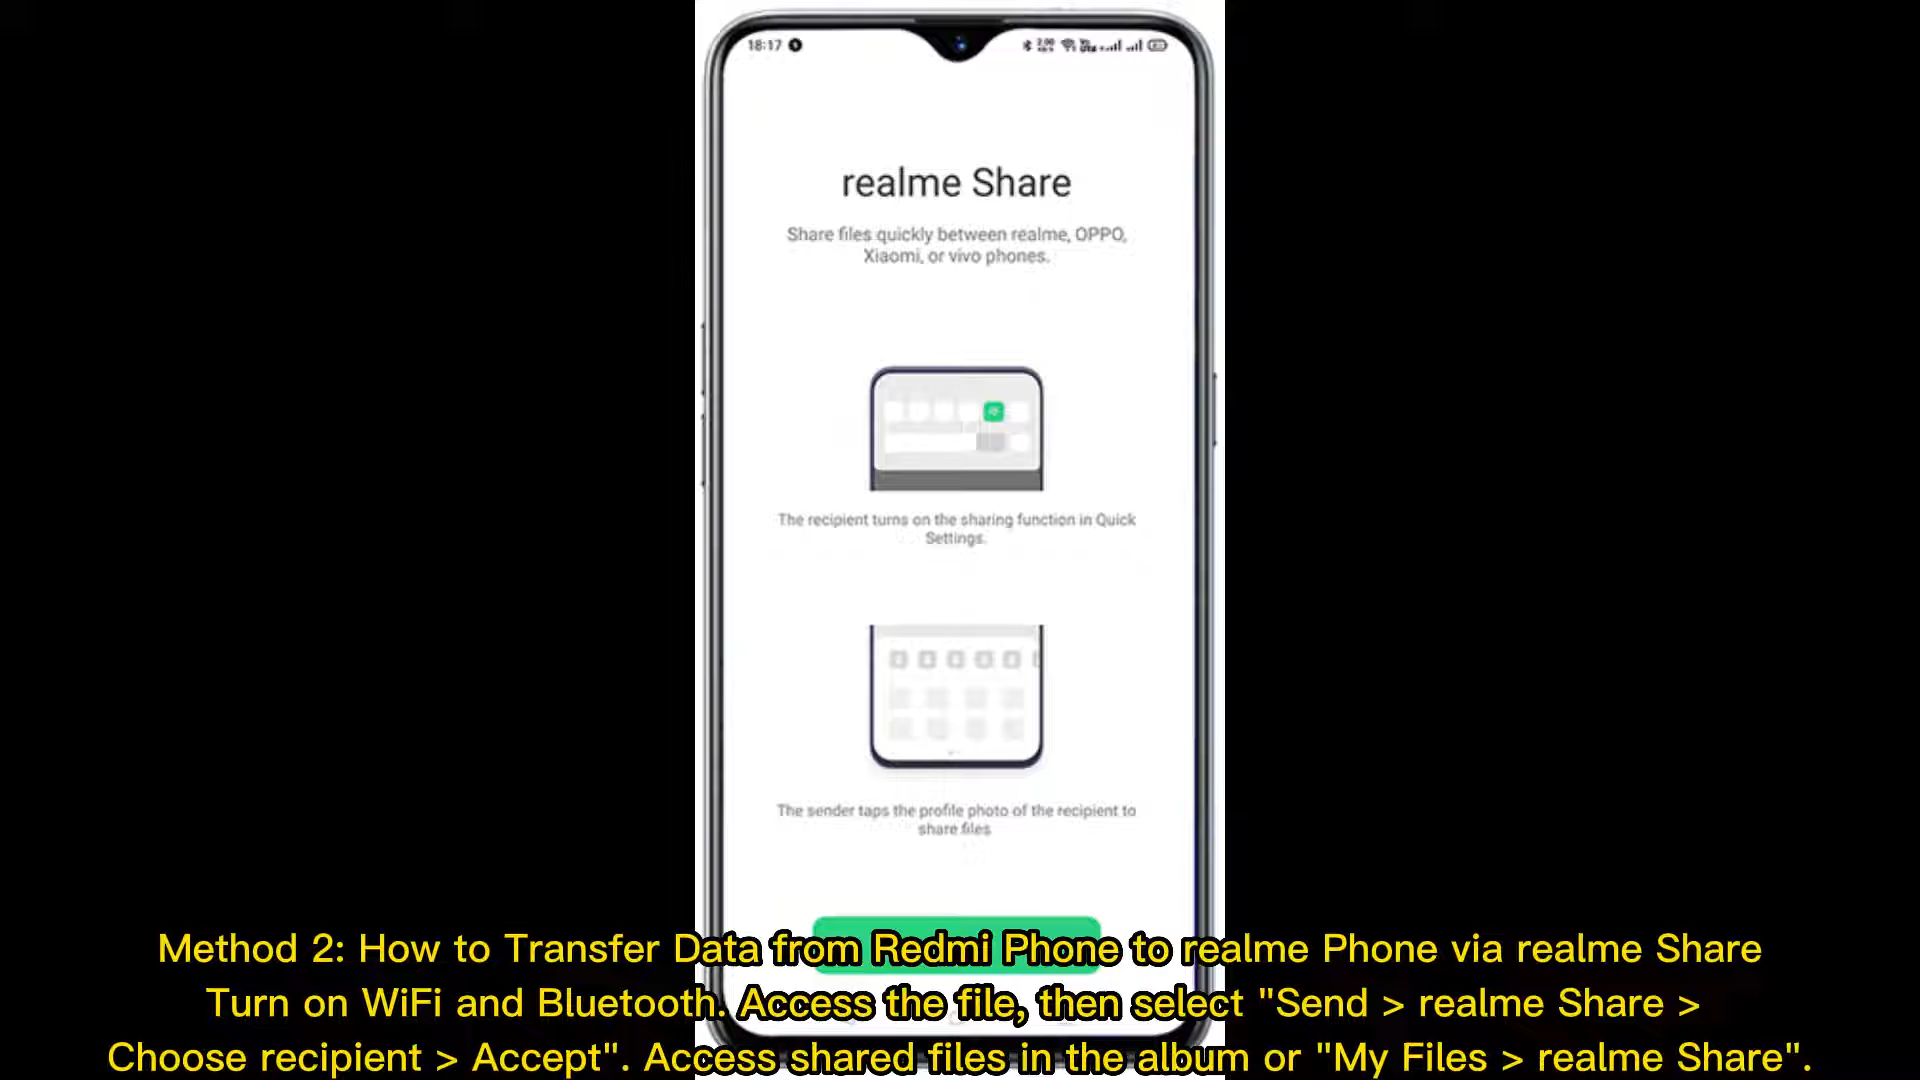 18:17
realme Share
Share files quickly between realme, OPPO,
Xiaomi, or vivo phones.
The recipient turns on the sharing function in Quick
Settings.
The sender taps the profile photo of the recipient to
share files
Method 2: How to Transfer Data from Redmi Phone to realme Phone via realme Share
Turn on WiFi and Bluetooth. Access the file, then select "Send > realme Share >
Choose recipient > Accept". Access shared files in the album or "My Files > realme Share".